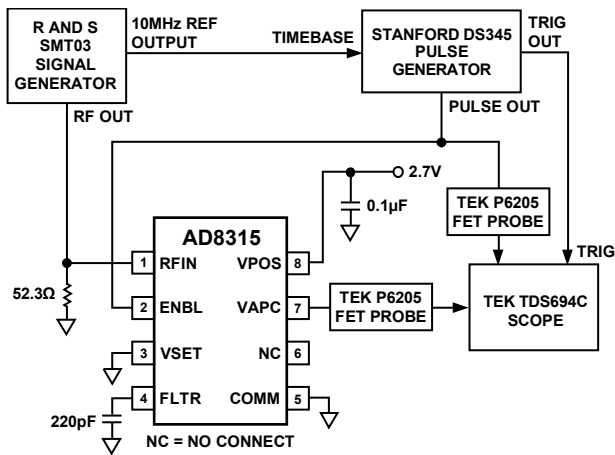 R AND S
SMT03
SIGNAL
GENERATOR
10MHz REF
OUTPUT
TIMEBASE
STANFORD DS345
PULSE
GENERATOR
TRIG
OUT
RF OUT
PULSE OUT
2.7V
0.1µF
TEK P6205
FET PROBE
TRIG
AD8315
1 RFIN
VPOS 8
52.3Ω
2 ENBL
VAPC 7
TEK P6205
FET PROBE
TEK TDS694C
SCOPE
3 VSET
NC 6
4 FLTR
COMM 5
220pF
NC = NO CONNECT